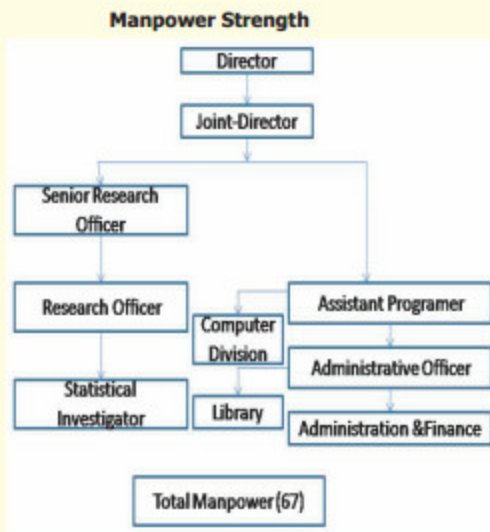 Manpower Strength
Director
Joint-Director
Senior Research
Officer
Research Officer
Statistical
Investigator
Assistant Programer
Computer
Division
Administrative Officer
Library
Administration &Finance
Total Manpower (67)